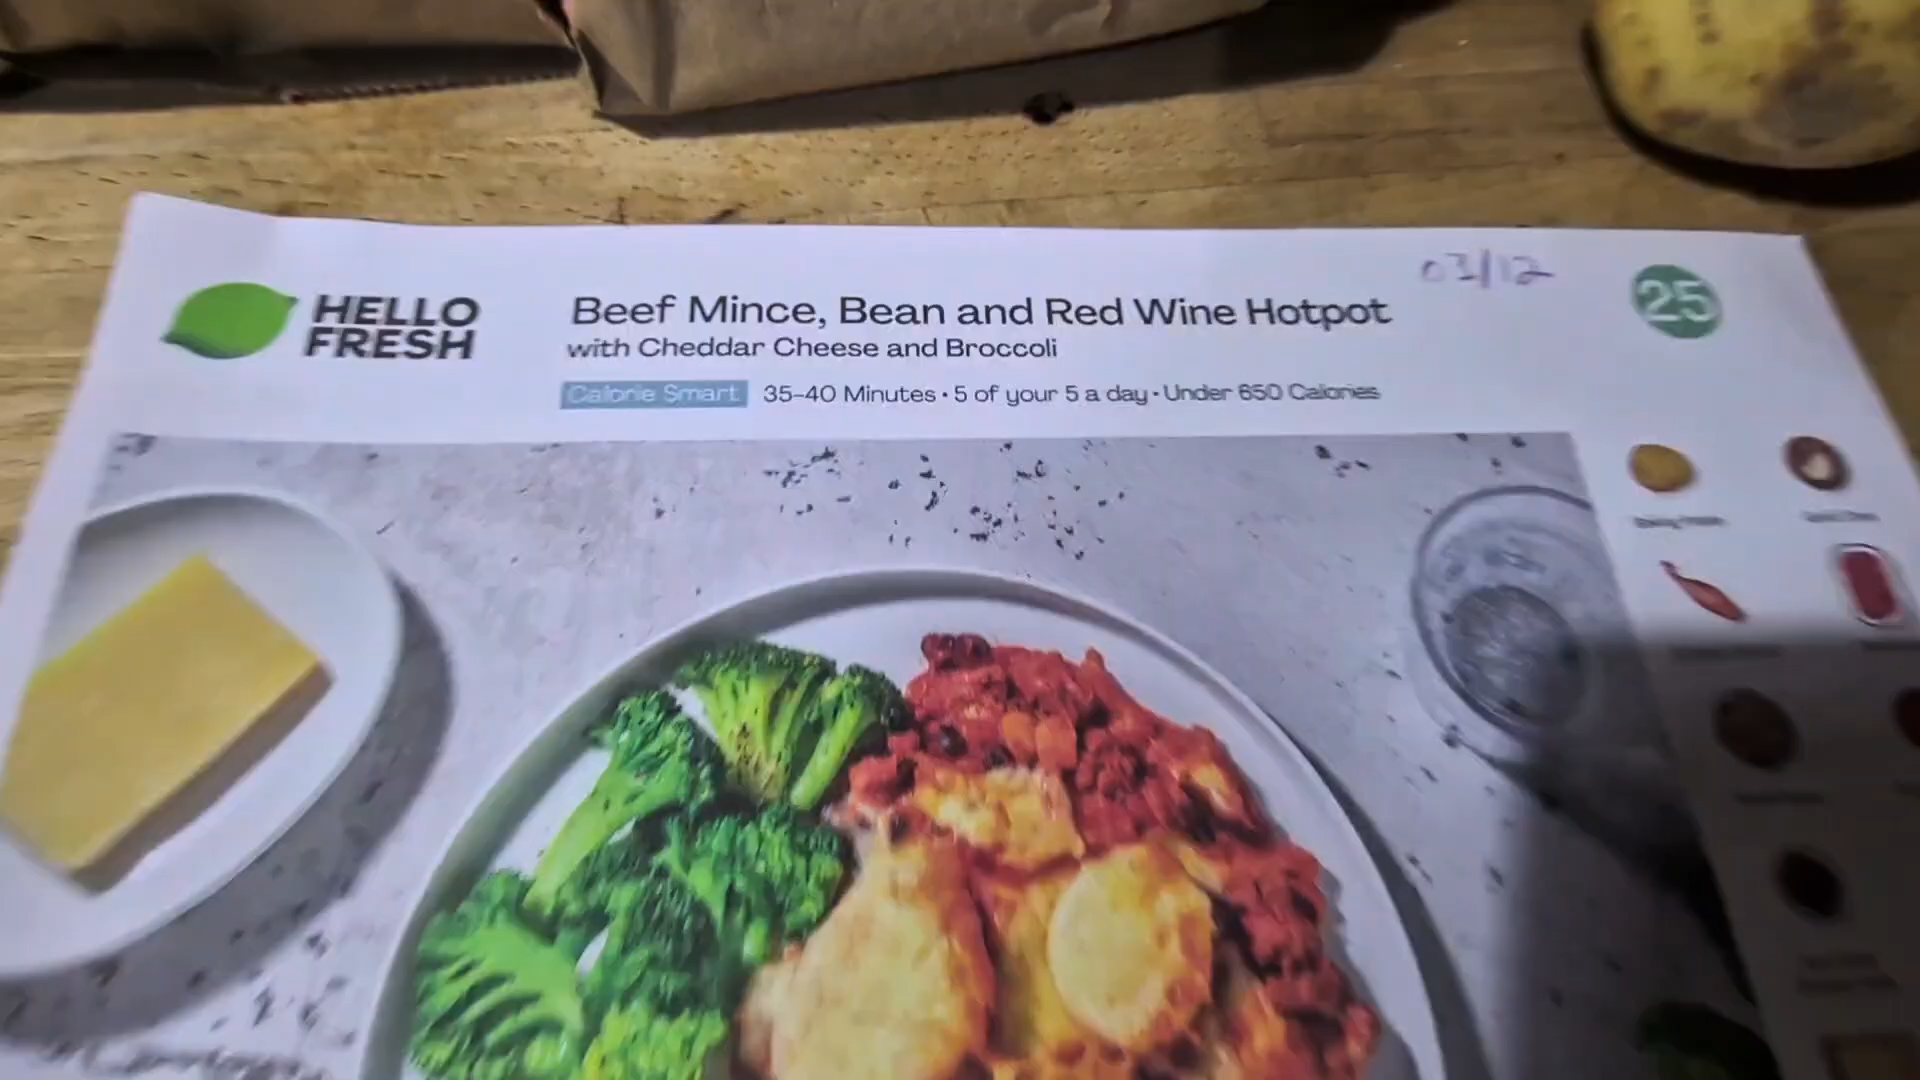 HELLO
FRESH
Beef Mince, Bean and Red Wine Hotpot
with Cheddar Cheese and Broccoli
Calorie Smart 35-40 Minutes • 5 of your 5 a day • Under 650 Calories
03/12
25